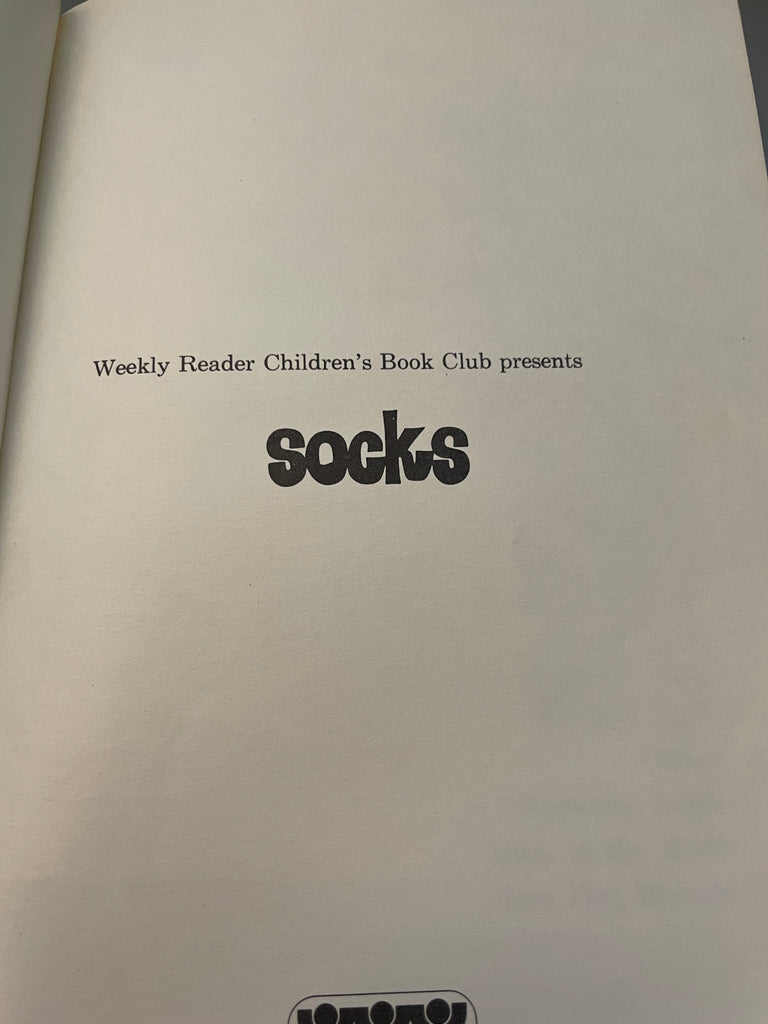 Weekly Reader Children's Book Club presents
socks